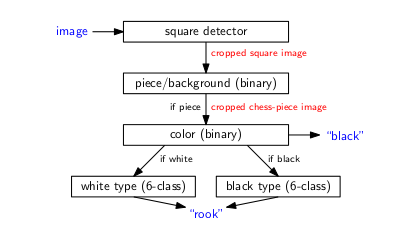 image
square detector
cropped square image
piece/background (binary)
if piece
cropped chess-piece image
color (binary)
“black”
if white
if black
white type (6-class)
black type (6-class)
“rook”